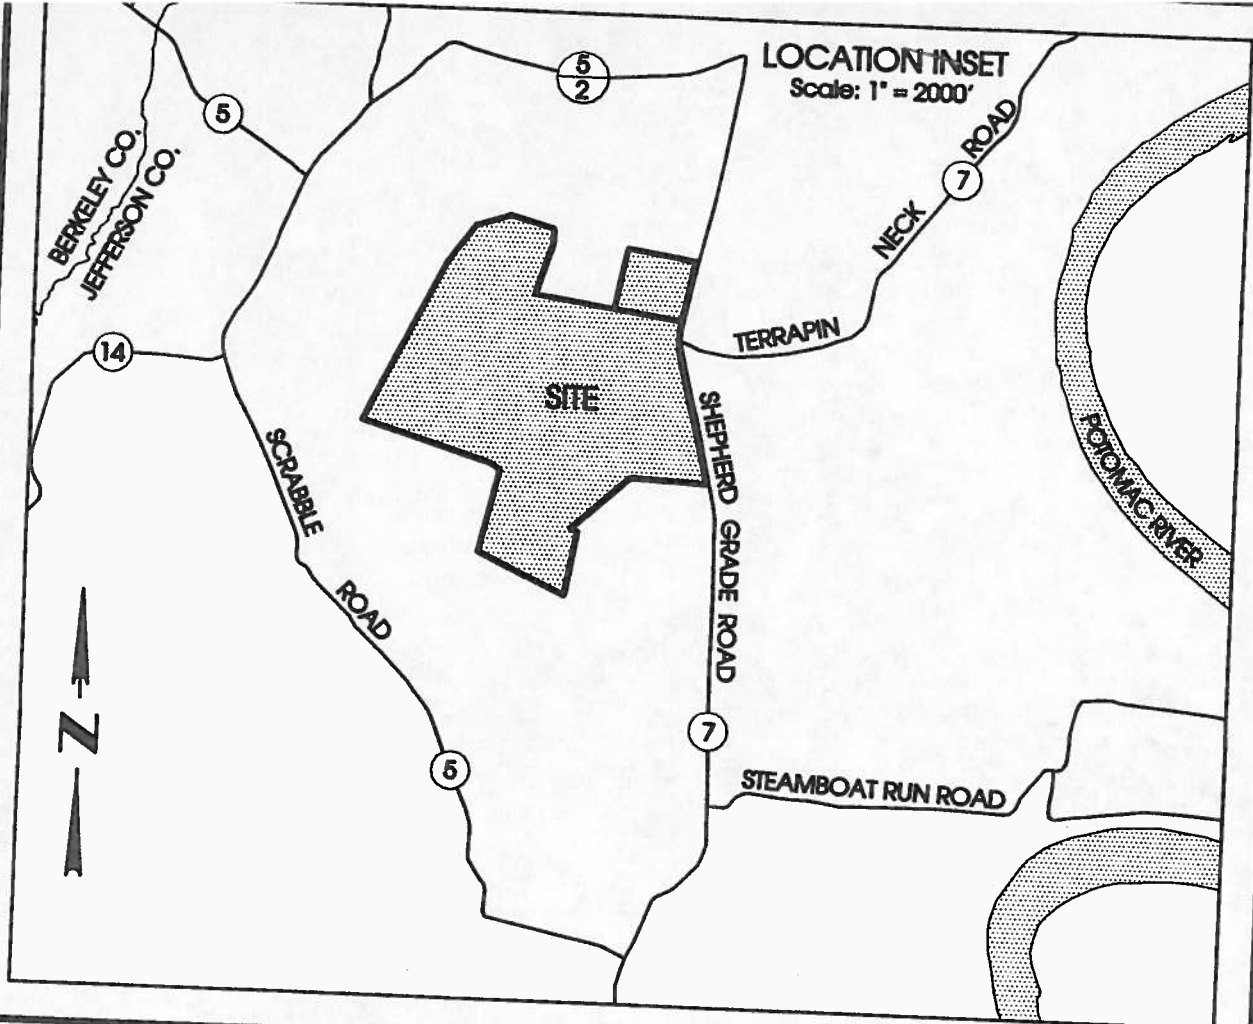 LOCATION INSET
Scale: 1" = 2000'
5
2
5
BERKELEY CO.
JEFFERSON CO.
7
TERRAPIN NECK ROAD
14
SITE
SCRABBLE ROAD
SHEPHERD GRADE ROAD
POTOMAC RIVER
N
7
5
STEAMBOAT RUN ROAD